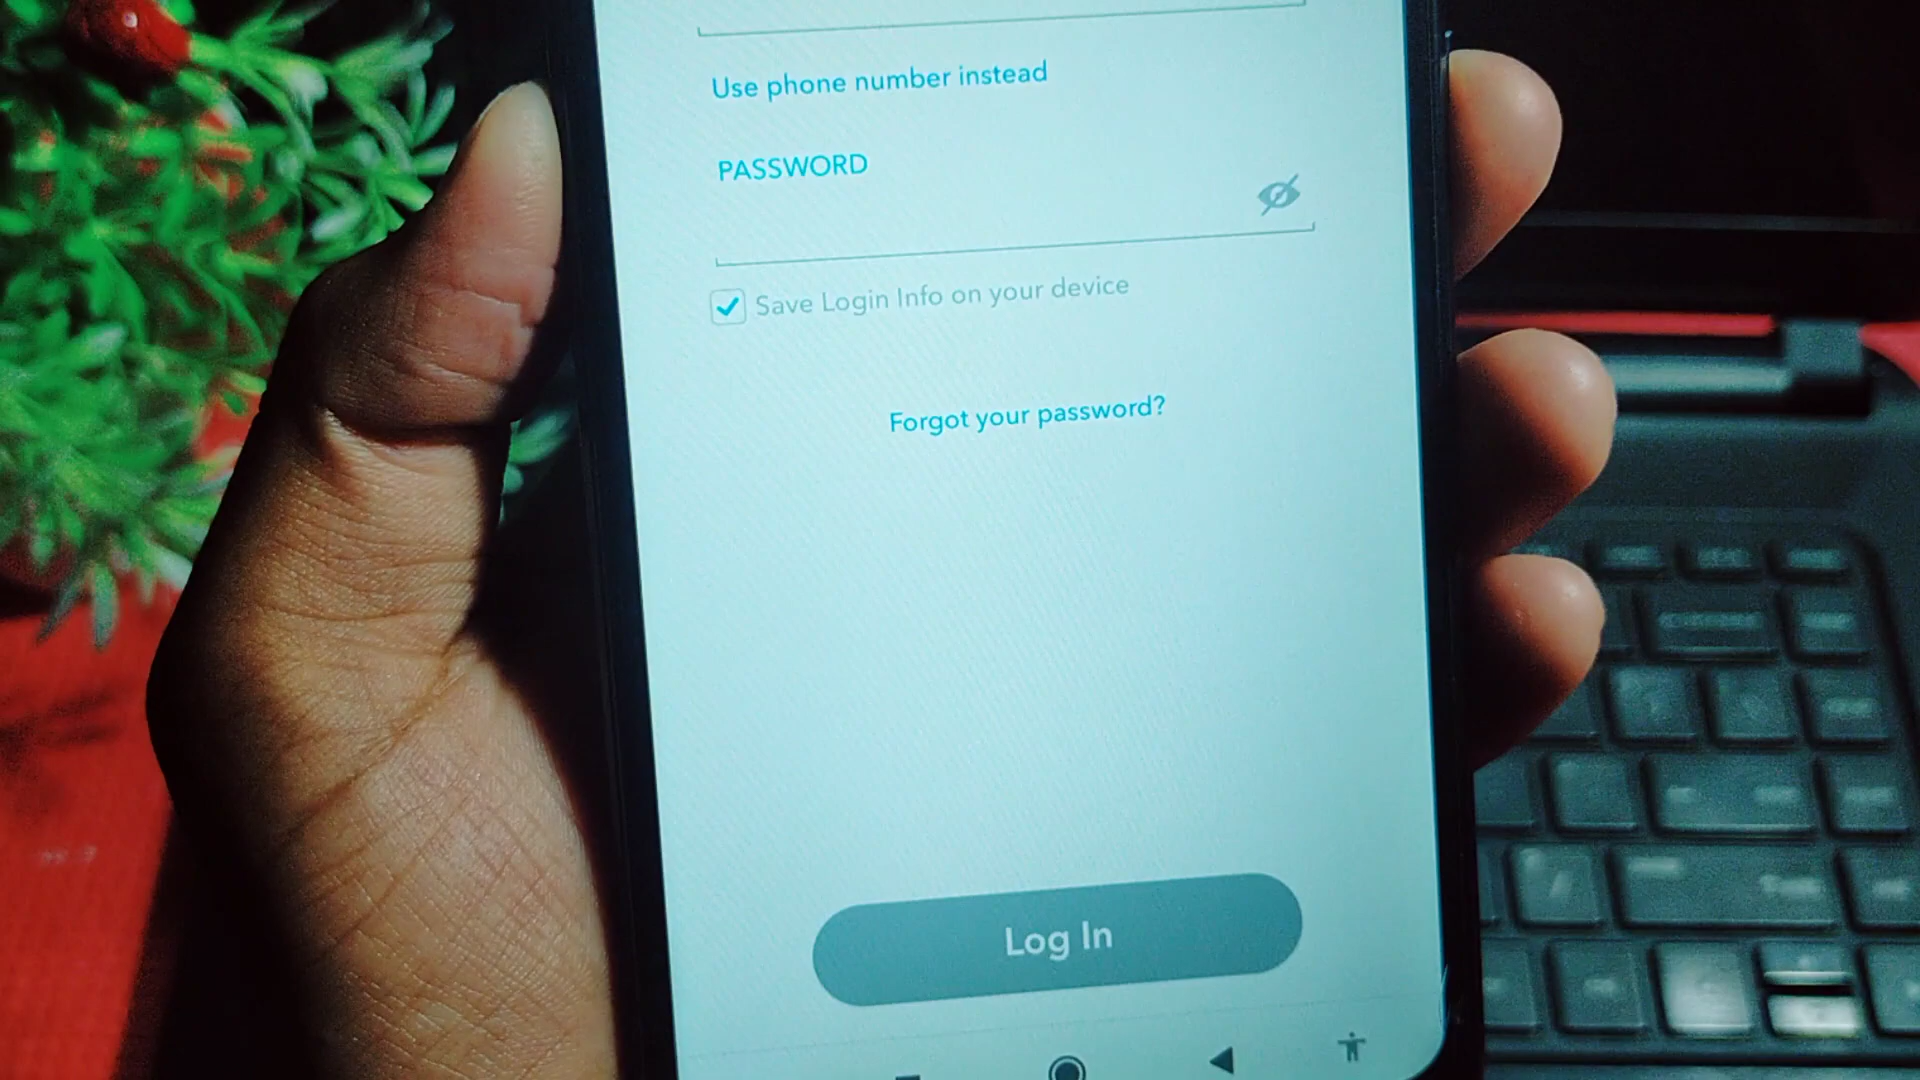 Use phone number instead
PASSWORD
Save Login Info on your device
Forgot your password?
Log In